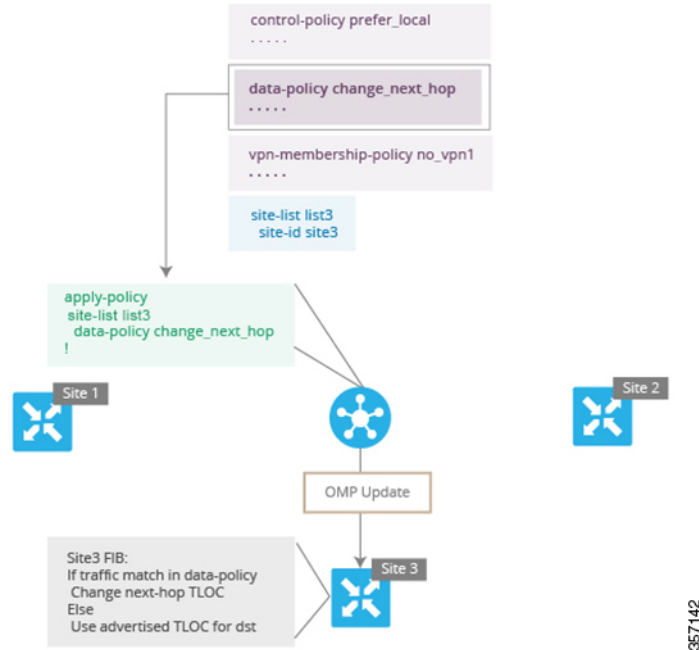 control-policy prefer_local
. . . . .
data-policy change_next_hop
. . . . .
vpn-membership-policy no_vpn1
. . . . .
site-list list3
site-id site3
apply-policy
site-list list3
data-policy change_next_hop
!
Site 1
Site 2
OMP Update
Site3 FIB:
If traffic match in data-policy
Change next-hop TLOC
Else
Use advertised TLOC for dst
Site 3
357142